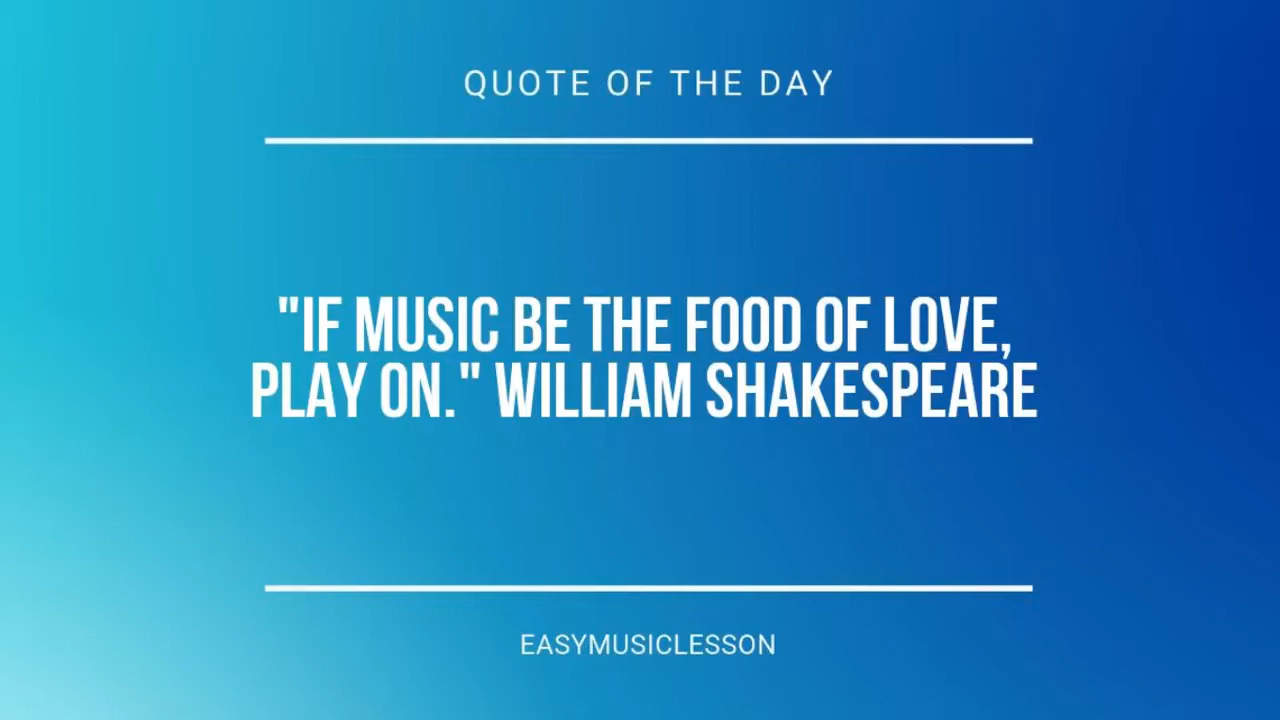 QUOTE OF THE DAY
"IF MUSIC BE THE FOOD OF LOVE,
PLAY ON." WILLIAM SHAKESPEARE
EASYMUSICLESSON